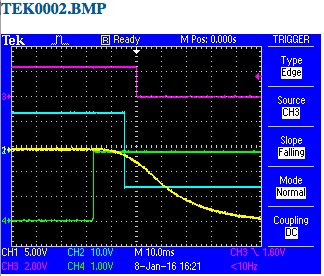 TEK0002.BMP
Tek R Ready M Pos: 0.000s TRIGGER
Type
Edge
Source
CH3
Slope
Falling
Mode
Normal
Coupling
DC
3
2
4
CH1 5.00V CH2 10.0V M 10.0ms CH3 1.60V
CH3 2.00V CH4 1.00V 8-Jan-16 16:21 <10Hz